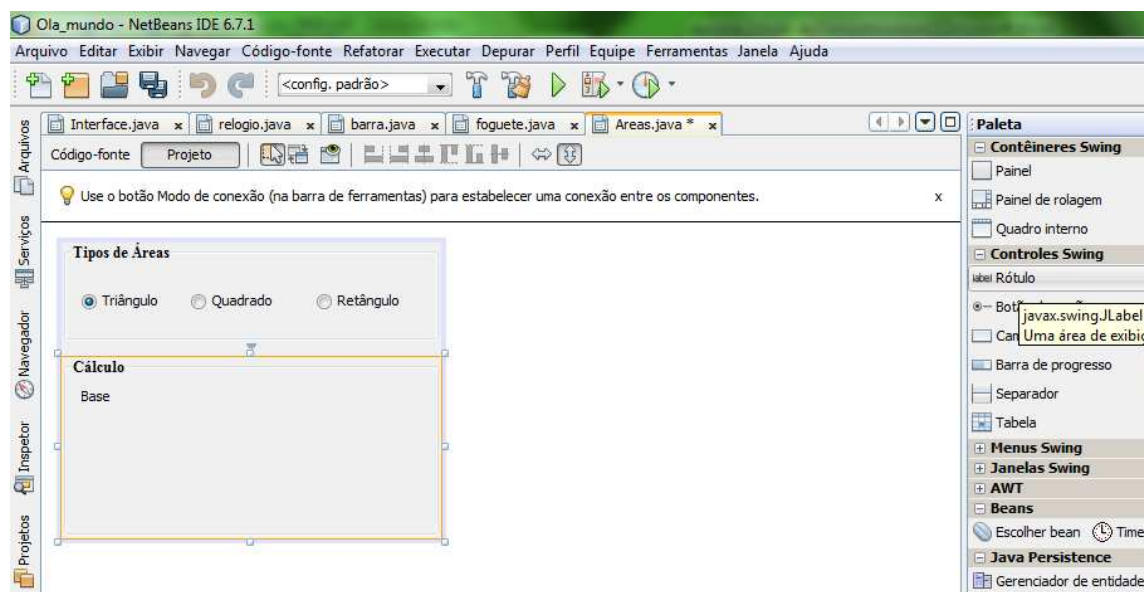 Ola_mundo - NetBeans IDE 6.7.1
Arquivo Editar Exibir Navegar Código-fonte Refatorar Executar Depurar Perfil Equipe Ferramentas Janela Ajuda
<config. padrão>
Interface.java x relogio.java x barra.java x foguete.java x Areas.java * x
Código-fonte Projeto
Use o botão Modo de conexão (na barra de ferramentas) para estabelecer uma conexão entre os componentes. x
Arquivos
Serviços
Navegador
Inspetor
Projetos
Tipos de Áreas
Triângulo Quadrado Retângulo
Cálculo
Base
Paleta
Contêineres Swing
Painel
Painel de rolagem
Quadro interno
Controles Swing
label Rótulo
javax.swing.JLabel
Uma área de exibiç
Barra de progresso
Separador
Tabela
Menus Swing
Janelas Swing
AWT
Beans
Escolher bean Time
Java Persistence
Gerenciador de entidade